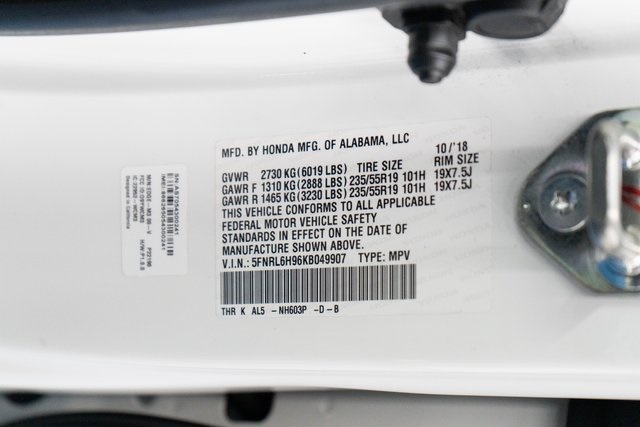 MFD. BY HONDA MFG. OF ALABAMA, LLC 10/'18
GVWR 2730 KG(6019 LBS) TIRE SIZE RIM SIZE
GAWR F 1310 KG(2888 LBS) 235/55R19 101H 19X7.5J
GAWR R 1465 KG(3230 LBS) 235/55R19 101H 19X7.5J
THIS VEHICLE CONFORMS TO ALL APPLICABLE
FEDERAL MOTOR VEHICLE SAFETY
STANDARDS IN EFFECT ON THE DATE OF
MANUFACTURE SHOWN ABOVE.
V.I.N.: 5FNRL6H96KB049907 TYPE: MPV
THR K AL5 -NH603P -D-B
Designed in California